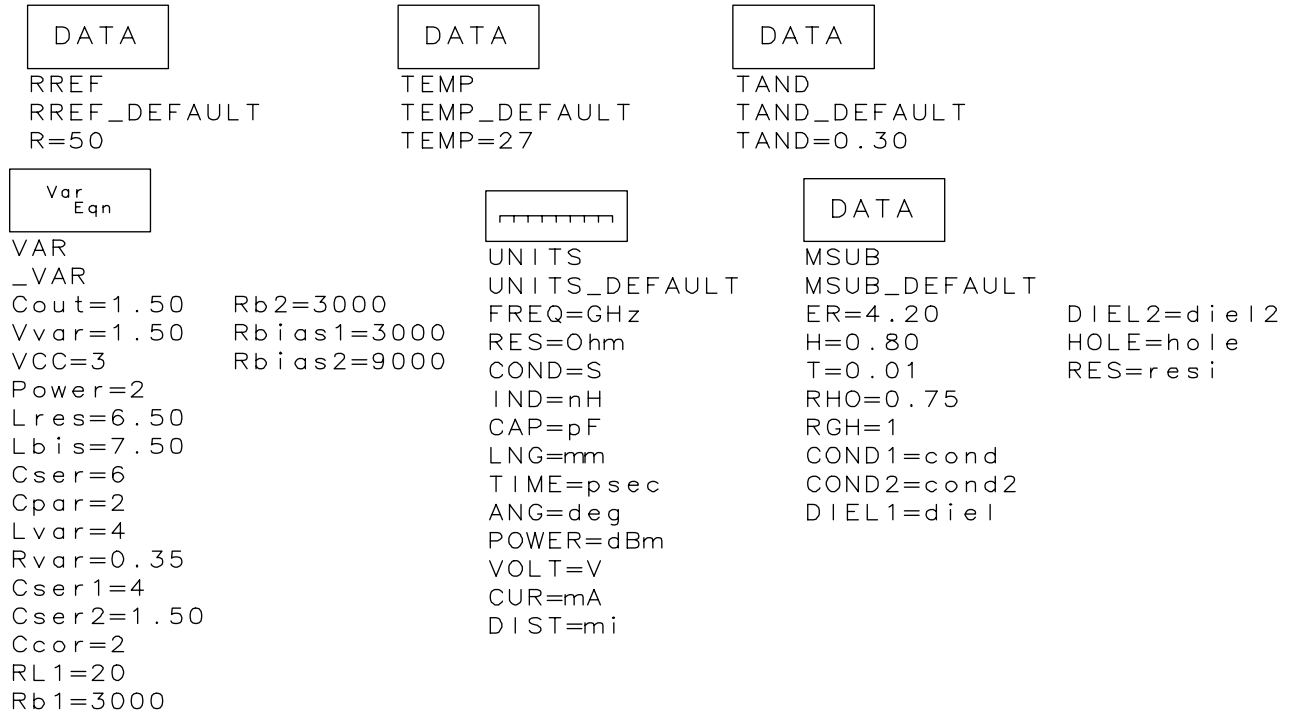 DATA
RREF
RREF_DEFAULT
R=50
DATA
TEMP
TEMP_DEFAULT
TEMP=27
DATA
TAND
TAND_DEFAULT
TAND=0.30
Var
Eqn
VAR
_VAR
Cout=1.50
Vvar=1.50
VCC=3
Power=2
Lres=6.50
Lbis=7.50
Cser=6
Cpar=2
Lvar=4
Rvar=0.35
Cser1=4
Cser2=1.50
Ccor=2
RL1=20
Rb1=3000
Rb2=3000
Rbias1=3000
Rbias2=9000
UNITS
UNITS_DEFAULT
FREQ=GHz
RES=Ohm
COND=S
IND=nH
CAP=pF
LNG=mm
TIME=psec
ANG=deg
POWER=dBm
VOLT=V
CUR=mA
DIST=mi
DATA
MSUB
MSUB_DEFAULT
ER=4.20
H=0.80
T=0.01
RHO=0.75
RGH=1
COND1=cond
COND2=cond2
DIEL1=diel
DIEL2=diel2
HOLE=hole
RES=resi